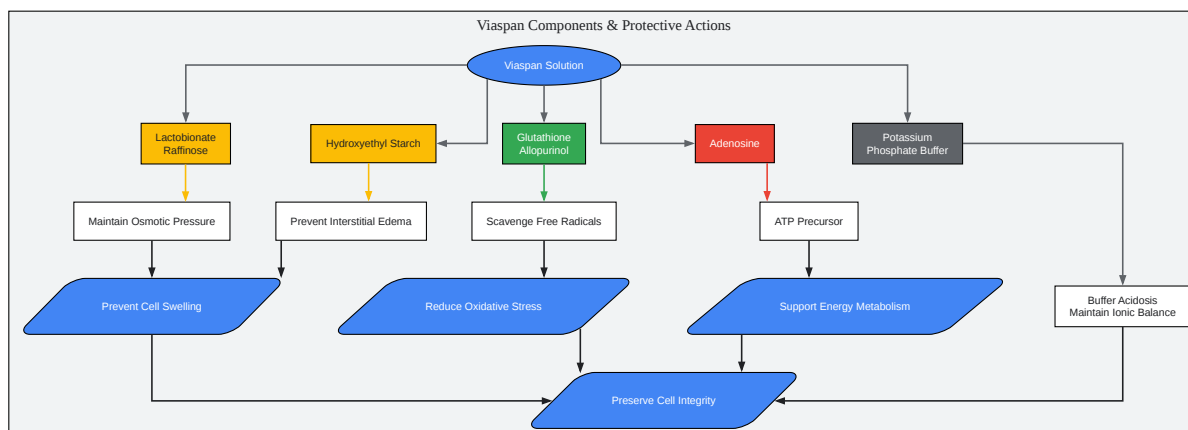 Viaspan Components & Protective Actions
Viaspan Solution
Lactobionate
Raffinose
Hydroxyethyl Starch
Glutathione
Allopurinol
Adenosine
Potassium
Phosphate Buffer
Maintain Osmotic Pressure
Prevent Interstitial Edema
Scavenge Free Radicals
ATP Precursor
Prevent Cell Swelling
Reduce Oxidative Stress
Support Energy Metabolism
Buffer Acidosis
Maintain Ionic Balance
Preserve Cell Integrity